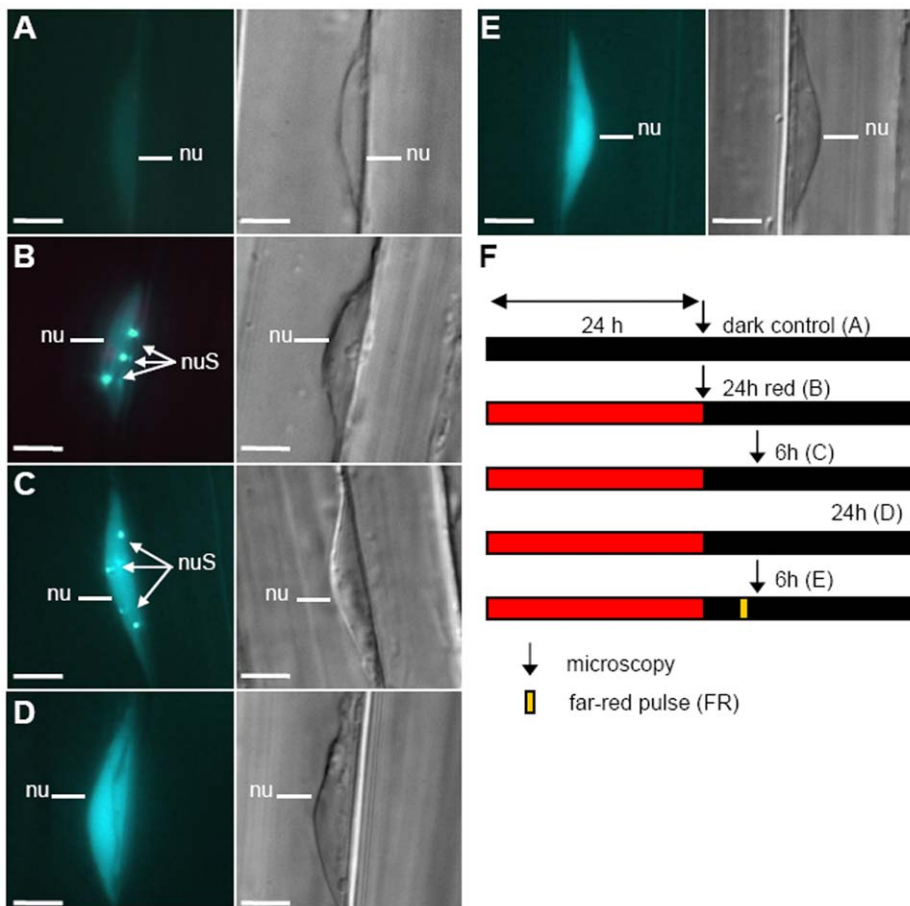 A
nu
nu
B
nu
nuS
nu
C
nuS
nu
nu
D
nu
nu
E
nu
nu
F
24 h
dark control (A)
24h red (B)
6h (C)
24h (D)
6h (E)
microscopy
far-red pulse (FR)